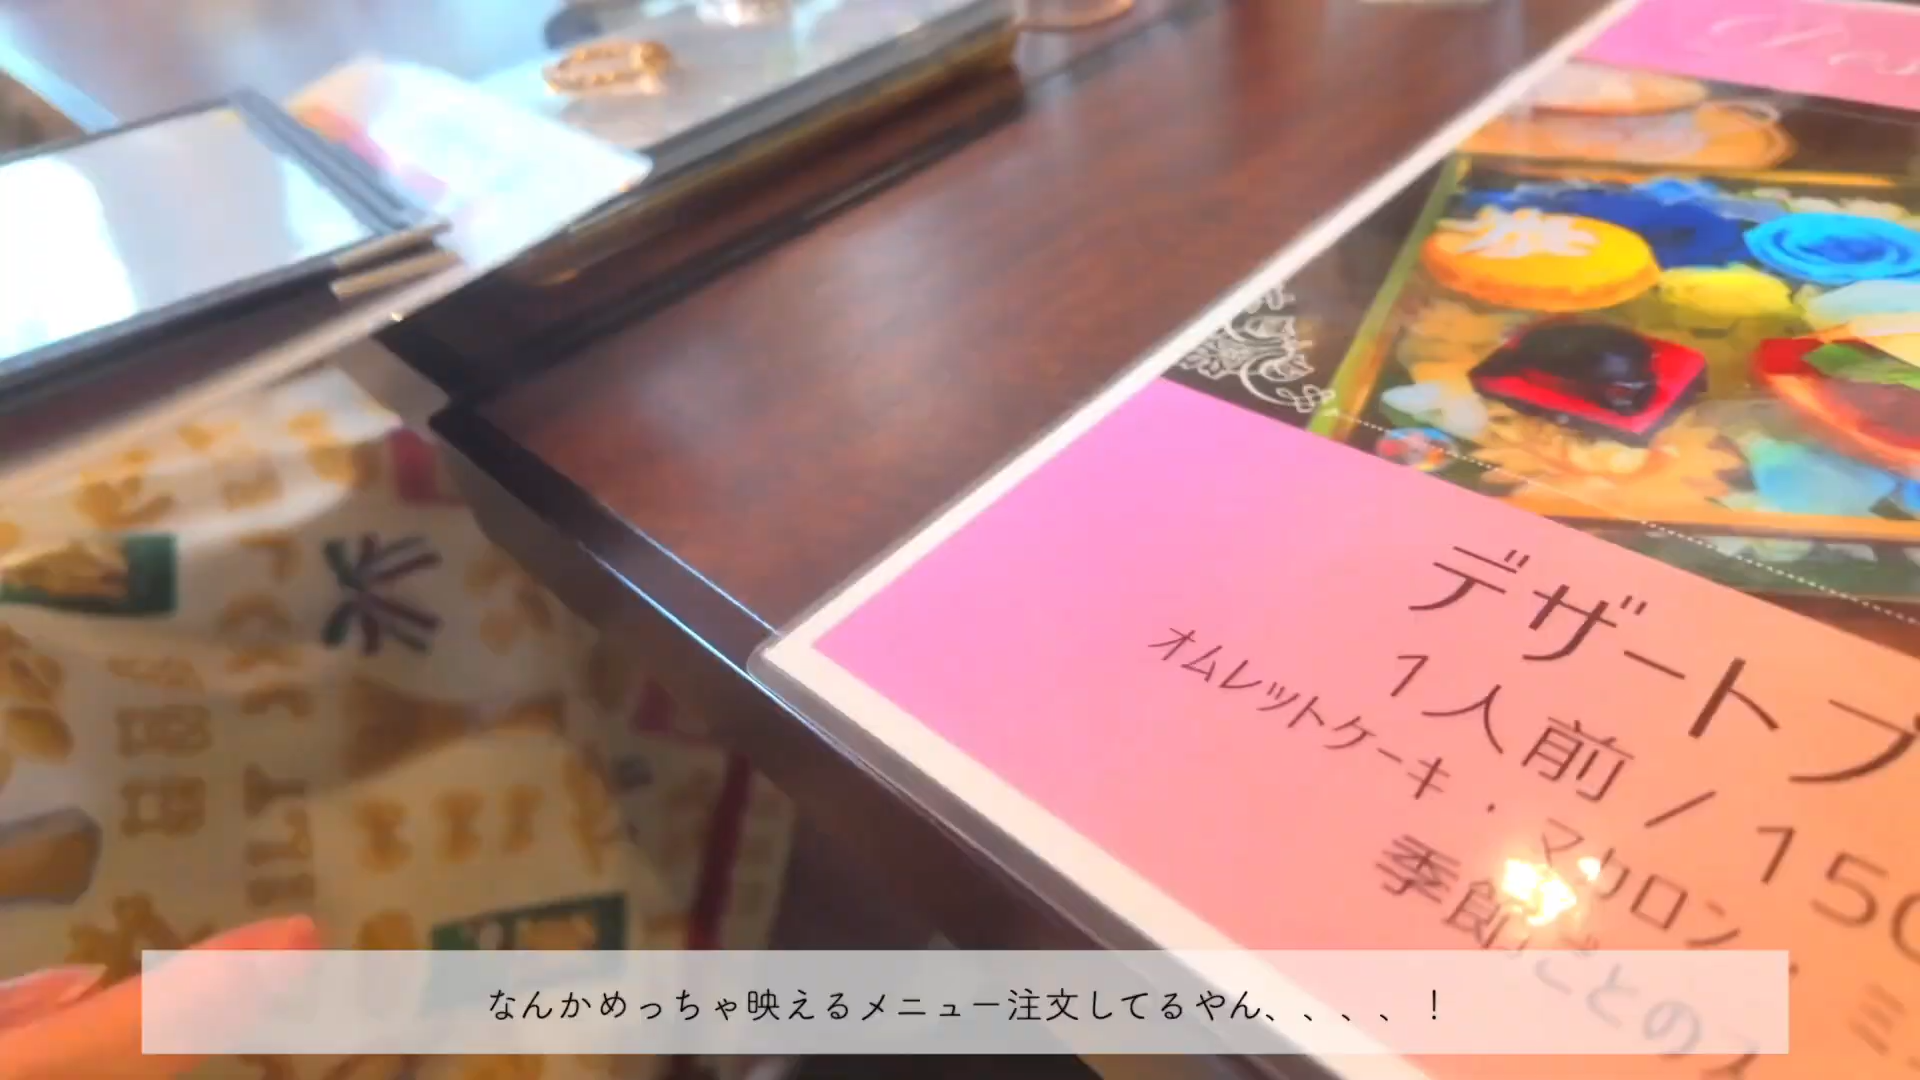 デザートプ
1人前 / 150
オムレットケーキ・マカロン・ミ
季節ごとのス
なんかめっちゃ映えるメニュー注文してるやん、、、、！